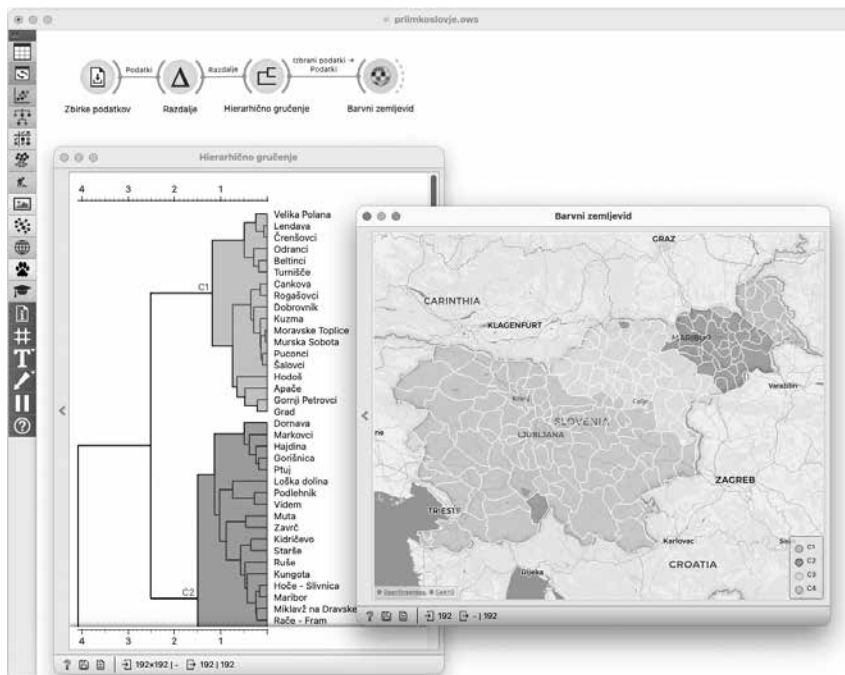 priimkoslovje.ows
Podatki
Razdalje
Izbrani podatki →
Podatki
Zbirke podatkov
Razdalje
Hierarhično gručenje
Barvni zemljevid
Hierarhično gručenje
4 3 2 1
Velika Polana
Lendava
Črenšovci
Odranci
Beltinci
Turnišče
Cankova
C1
Rogašovci
Dobrovnik
Kuzma
Moravske Toplice
Murska Sobota
Puconci
Šalovci
Hodoš
Apače
Gornji Petrovci
Grad
Dornava
Markovci
Hajdina
Gorišnica
Ptuj
Loška dolina
Podlehnik
Videm
Muta
Zavrč
Kidričevo
Starše
Ruše
Kungota
Hoče - Slivnica
C2
Maribor
Miklavž na Dravske
Rače - Fram
4 3 2 1
? 192×192 | - 192 | 192
Barvni zemljevid
GRAZ
CARINTHIA
KLAGENFURT
MARIBOR
Varaždin
Kranj
Celje
SLOVENIA
LJUBLJANA
ZAGREB
TRIESTE
Karlovac
Rijeka
CROATIA
C1
C2
C3
C4
? 192 - | 192